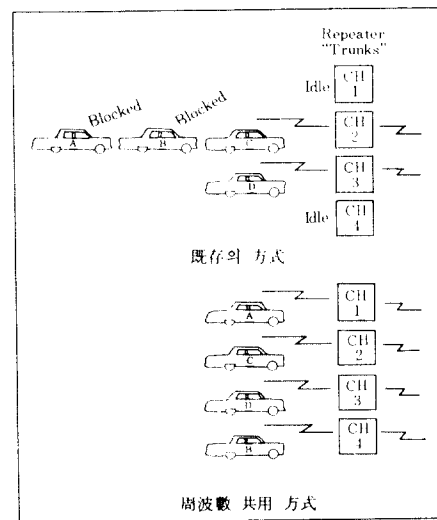 Repeater
"Trunks"
Idle CH 1
Blocked Blocked
A B C CH 2
D CH 3
Idle CH 4
既存의 方式
A CH 1
C CH 2
D CH 3
B CH 4
周波數 共用 方式